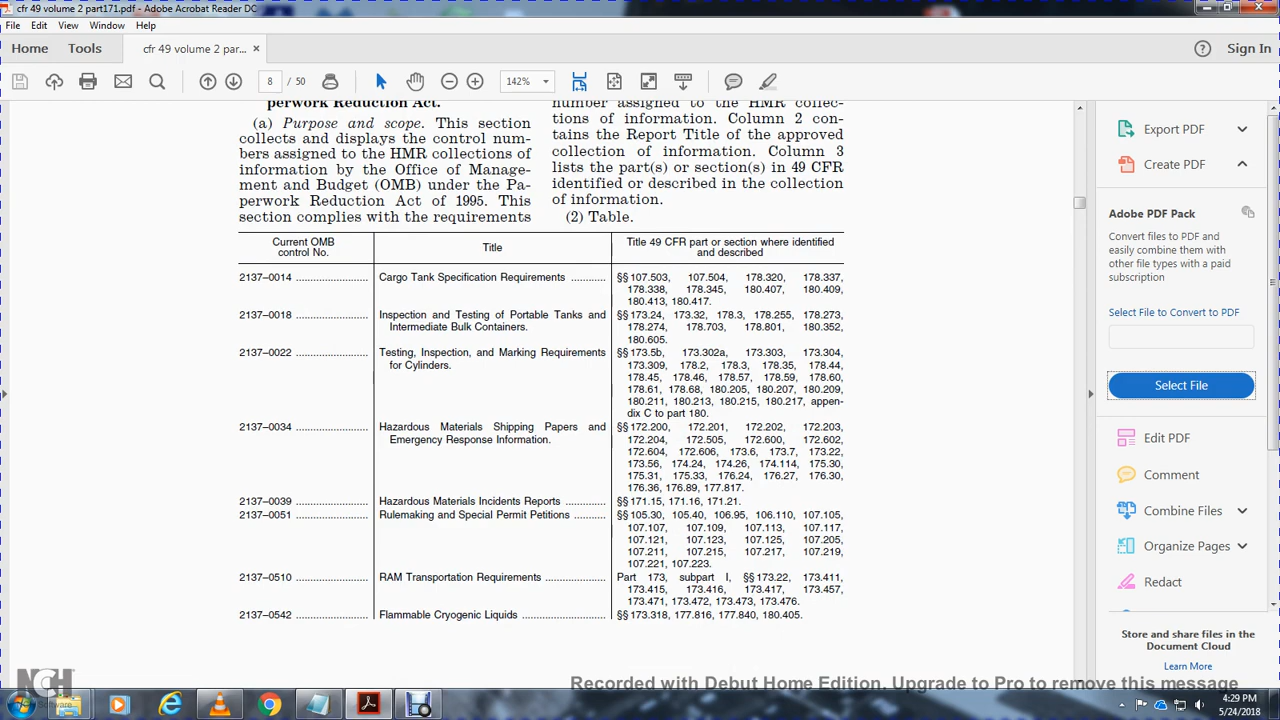 cfr 49 volume 2 part171.pdf - Adobe Acrobat Reader DC
File Edit View Window Help
Home Tools cfr 49 volume 2 par... × Sign In
8 / 50 142%
perwork Reduction Act.
(a) Purpose and scope. This section
collects and displays the control num-
bers assigned to the HMR collections of
information by the Office of Manage-
ment and Budget (OMB) under the Pa-
perwork Reduction Act of 1995. This
section complies with the requirements
number assigned to the HMR collec-
tions of information. Column 2 con-
tains the Report Title of the approved
collection of information. Column 3
lists the part(s) or section(s) in 49 CFR
identified or described in the collection
of information.
(2) Table.
Current OMB
control No.
Title
Title 49 CFR part or section where identified
and described
2137–0014 ........................ Cargo Tank Specification Requirements ............ §§ 107.503, 107.504, 178.320, 178.337,
178.338, 178.345, 180.407, 180.409,
180.413, 180.417.
2137–0018 ........................ Inspection and Testing of Portable Tanks and §§ 173.24, 173.32, 178.3, 178.255, 178.273,
Intermediate Bulk Containers. 178.274, 178.703, 178.801, 180.352,
180.605.
2137–0022 ........................ Testing, Inspection, and Marking Requirements §§ 173.5b, 173.302a, 173.303, 173.304,
for Cylinders. 173.309, 178.2, 178.3, 178.35, 178.44,
178.45, 178.46, 178.57, 178.59, 178.60,
178.61, 178.68, 180.205, 180.207, 180.209,
180.211, 180.213, 180.215, 180.217, appen-
dix C to part 180.
2137–0034 ........................ Hazardous Materials Shipping Papers and §§ 172.200, 172.201, 172.202, 172.203,
Emergency Response Information. 172.204, 172.505, 172.600, 172.602,
172.604, 172.606, 173.6, 173.7, 173.22,
173.56, 174.24, 174.26, 174.114, 175.30,
175.31, 175.33, 176.24, 176.27, 176.30,
176.36, 176.89, 177.817.
2137–0039 ........................ Hazardous Materials Incidents Reports ............. §§ 171.15, 171.16, 171.21.
2137–0051 ........................ Rulemaking and Special Permit Petitions .......... §§ 105.30, 105.40, 106.95, 106.110, 107.105,
107.107, 107.109, 107.113, 107.117,
107.121, 107.123, 107.125, 107.205,
107.211, 107.215, 107.217, 107.219,
107.221, 107.223.
2137–0510 ........................ RAM Transportation Requirements .................... Part 173, subpart I, §§ 173.22, 173.411,
173.415, 173.416, 173.417, 173.457,
173.471, 173.472, 173.473, 173.476.
2137–0542 ........................ Flammable Cryogenic Liquids ............................ §§ 173.318, 177.816, 177.840, 180.405.
Export PDF
Create PDF
Adobe PDF Pack
Convert files to PDF and
easily combine them with
other file types with a paid
subscription
Select File to Convert to PDF
Select File
Edit PDF
Comment
Combine Files
Organize Pages
Redact
Store and share files in the
Document Cloud
Learn More
NCH
Software
Recorded with Debut Home Edition. Upgrade to Pro to remove this message
4:29 PM
5/24/2018